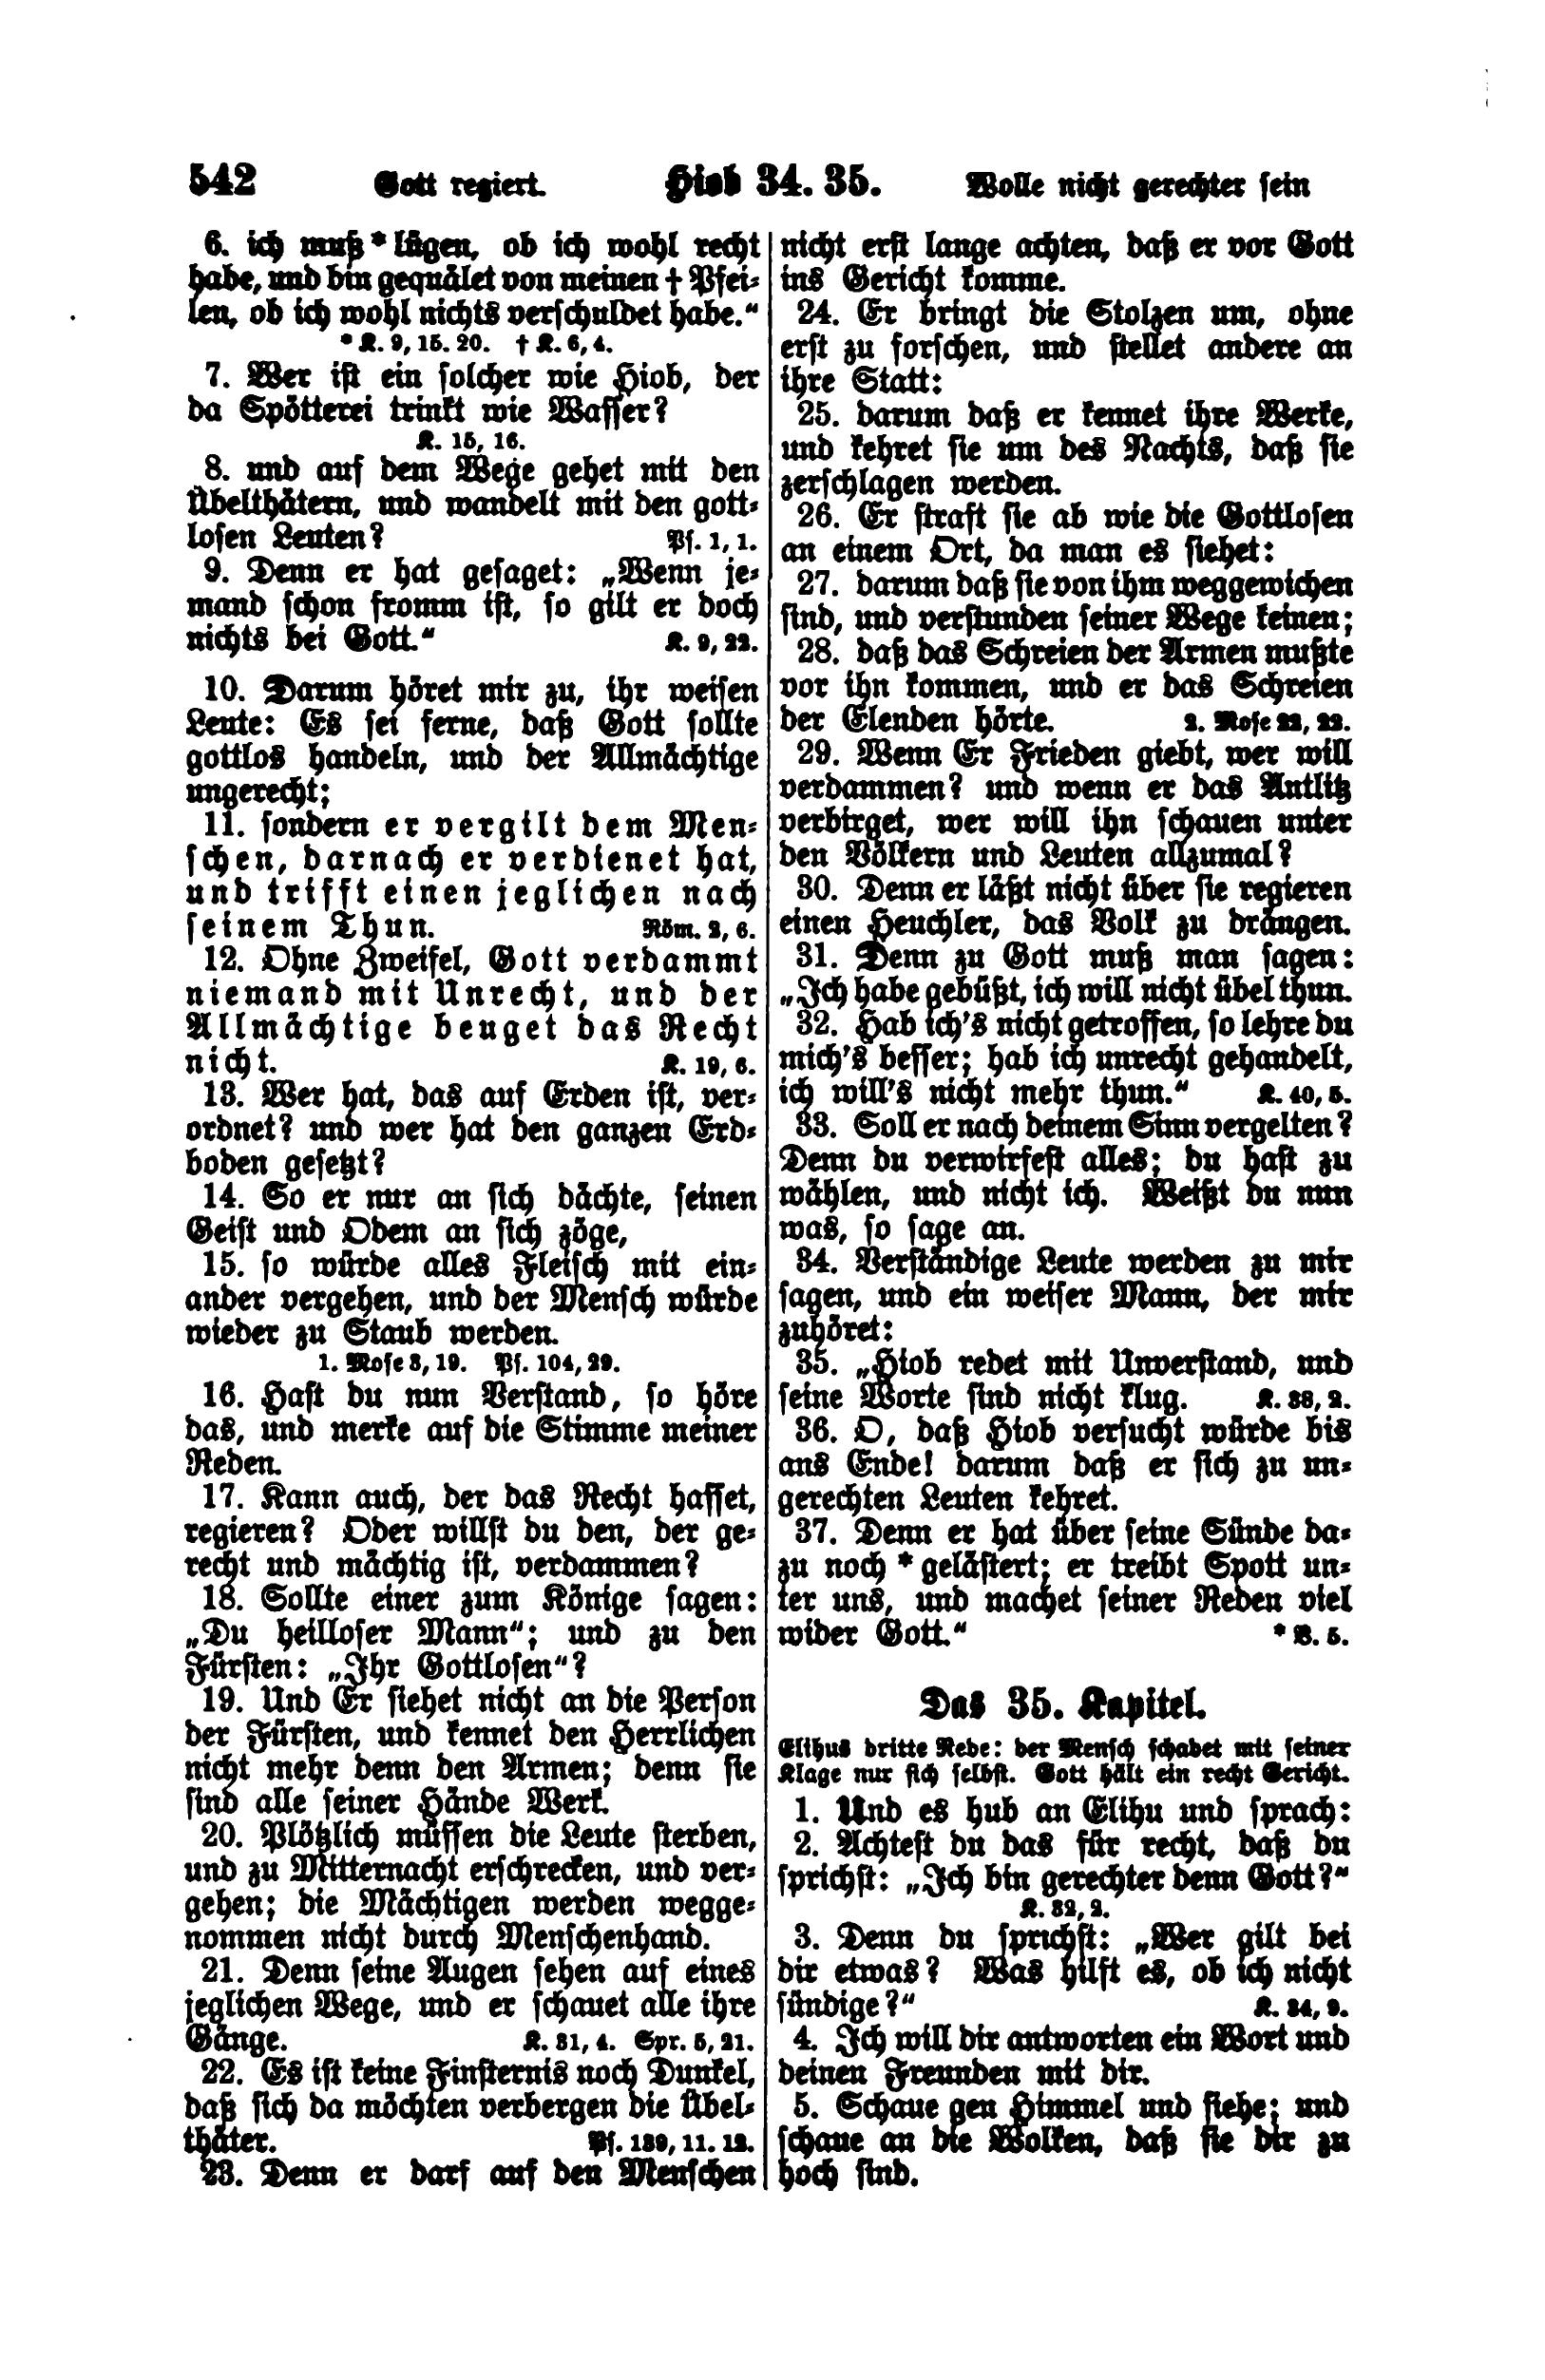 542 Gott regiert. Hiob 34. 35. Wolle nicht gerechter sein
6. ich muß * lügen, ob ich wohl recht
habe, und bin gequälet von meinen † Pfei-
len, ob ich wohl nichts verschuldet habe.“
* K. 9, 15. 20. † K. 6, 4.
7. Wer ist ein solcher wie Hiob, der
da Spötterei trinkt wie Wasser?
K. 15, 16.
8. und auf dem Wege gehet mit den
Übelthätern, und wandelt mit den gott-
losen Leuten? Ps. 1, 1.
9. Denn er hat gesaget: „Wenn je-
mand schon fromm ist, so gilt er doch
nichts bei Gott.“ K. 9, 22.
10. Darum höret mir zu, ihr weisen
Leute: Es sei ferne, daß Gott sollte
gottlos handeln, und der Allmächtige
ungerecht;
11. sondern er vergilt dem Men-
schen, darnach er verdienet hat,
und trifft einen jeglichen nach
seinem Thun. Röm. 2, 6.
12. Ohne Zweifel, Gott verdammt
niemand mit Unrecht, und der
Allmächtige beuget das Recht
nicht. K. 19, 6.
13. Wer hat, das auf Erden ist, ver-
ordnet? und wer hat den ganzen Erd-
boden gesetzt?
14. So er nur an sich dächte, seinen
Geist und Odem an sich zöge,
15. so würde alles Fleisch mit ein-
ander vergehen, und der Mensch würde
wieder zu Staub werden.
1. Mose 3, 19. Ps. 104, 29.
16. Hast du nun Verstand, so höre
das, und merke auf die Stimme meiner
Reden.
17. Kann auch, der das Recht hasset,
regieren? Oder willst du den, der ge-
recht und mächtig ist, verdammen?
18. Sollte einer zum Könige sagen:
„Du heilloser Mann“; und zu den
Fürsten: „Ihr Gottlosen“?
19. Und Er siehet nicht an die Person
der Fürsten, und kennet den Herrlichen
nicht mehr denn den Armen; denn sie
sind alle seiner Hände Werk.
20. Plötzlich müssen die Leute sterben,
und zu Mitternacht erschrecken, und ver-
gehen; die Mächtigen werden wegge-
nommen nicht durch Menschenhand.
21. Denn seine Augen sehen auf eines
jeglichen Wege, und er schauet alle ihre
Gänge. K. 31, 4. Spr. 5, 21.
22. Es ist keine Finsternis noch Dunkel,
daß sich da möchten verbergen die Übel-
thäter. Ps. 139, 11. 12.
23. Denn er darf auf den Menschen
nicht erst lange achten, daß er vor Gott
ins Gericht komme.
24. Er bringt die Stolzen um, ohne
erst zu forschen, und stellet andere an
ihre Statt:
25. darum daß er kennet ihre Werke,
und kehret sie um des Nachts, daß sie
zerschlagen werden.
26. Er straft sie ab wie die Gottlosen
an einem Ort, da man es siehet:
27. darum daß sie von ihm weggewichen
sind, und verstunden seiner Wege keinen;
28. daß das Schreien der Armen mußte
vor ihn kommen, und er das Schreien
der Elenden hörte. 2. Mose 22, 23.
29. Wenn Er Frieden giebt, wer will
verdammen? und wenn er das Antlitz
verbirget, wer will ihn schauen unter
den Völkern und Leuten allzumal?
30. Denn er läßt nicht über sie regieren
einen Heuchler, das Volk zu drängen.
31. Denn zu Gott muß man sagen:
„Ich habe gebüßt, ich will nicht übel thun.
32. Hab ich's nicht getroffen, so lehre du
mich's besser; hab ich unrecht gehandelt,
ich will's nicht mehr thun.“ K. 40, 5.
33. Soll er nach deinem Sinn vergelten?
Denn du verwirfest alles; du hast zu
wählen, und nicht ich. Weißt du nun
was, so sage an.
34. Verständige Leute werden zu mir
sagen, und ein weiser Mann, der mir
zuhöret:
35. „Hiob redet mit Unverstand, und
seine Worte sind nicht klug. K. 38, 2.
36. O, daß Hiob versucht würde bis
ans Ende! darum daß er sich zu un-
gerechten Leuten kehret.
37. Denn er hat über seine Sünde da-
zu noch * gelästert; er treibt Spott un-
ter uns, und machet seiner Reden viel
wider Gott.“ * V. 5.
Das 35. Kapitel.
Elihus dritte Rede: der Mensch schadet mit seiner
Klage nur sich selbst. Gott hält ein recht Gericht.
1. Und es hub an Elihu und sprach:
2. Achtest du das für recht, daß du
sprichst: „Ich bin gerechter denn Gott?“
K. 32, 2.
3. Denn du sprichst: „Wer gilt bei
dir etwas? Was hilft es, ob ich nicht
sündige?“ K. 34, 9.
4. Ich will dir antworten ein Wort und
deinen Freunden mit dir.
5. Schaue gen Himmel und siehe; und
schaue an die Wolken, daß sie dir zu
hoch sind.